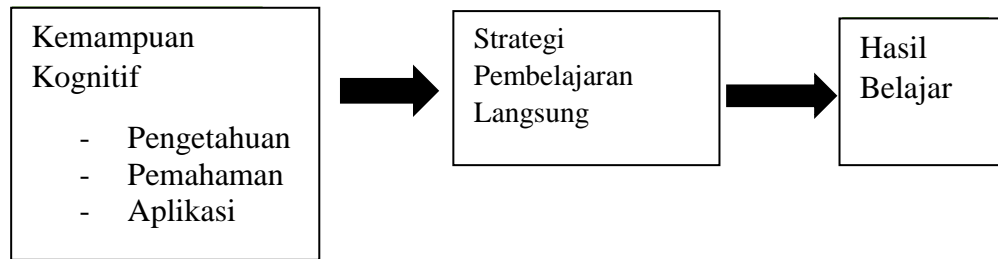 Kemampuan
Kognitif
- Pengetahuan
- Pemahaman
- Aplikasi
Strategi
Pembelajaran
Langsung
Hasil
Belajar